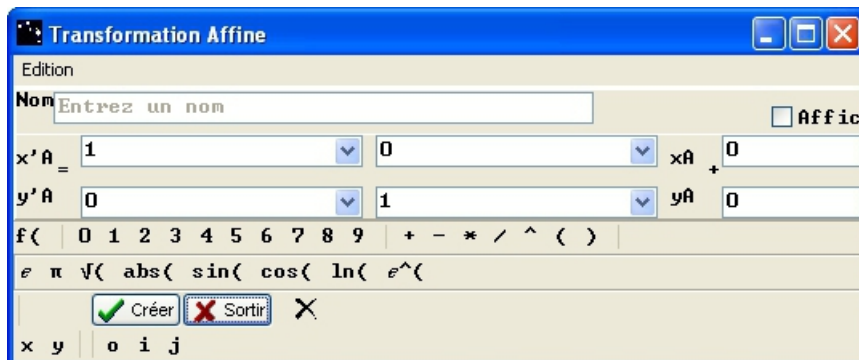 Transformation Affine
Edition
Nom Entrez un nom
Affic
x'A = 1 0 xA + 0
y'A 0 1 yA 0
f( 0 1 2 3 4 5 6 7 8 9 + - * / ^ ( )
e π √( abs( sin( cos( ln( e^(
Créer Sortir
x y o i j